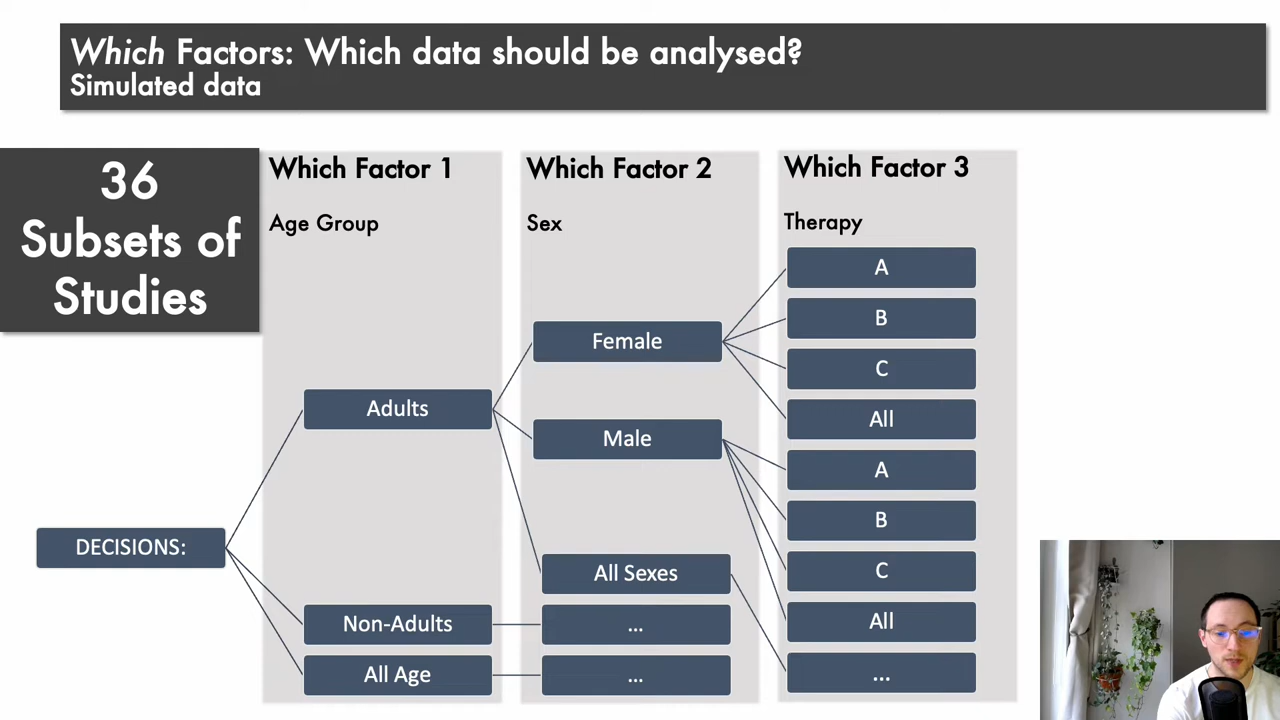 Which Factors: Which data should be analysed?
Simulated data
36
Subsets of
Studies
Which Factor 1
Age Group
Which Factor 2
Sex
Which Factor 3
Therapy
DECISIONS:
Adults
Non-Adults
All Age
Female
Male
All Sexes
...
...
A
B
C
All
A
B
C
All
...